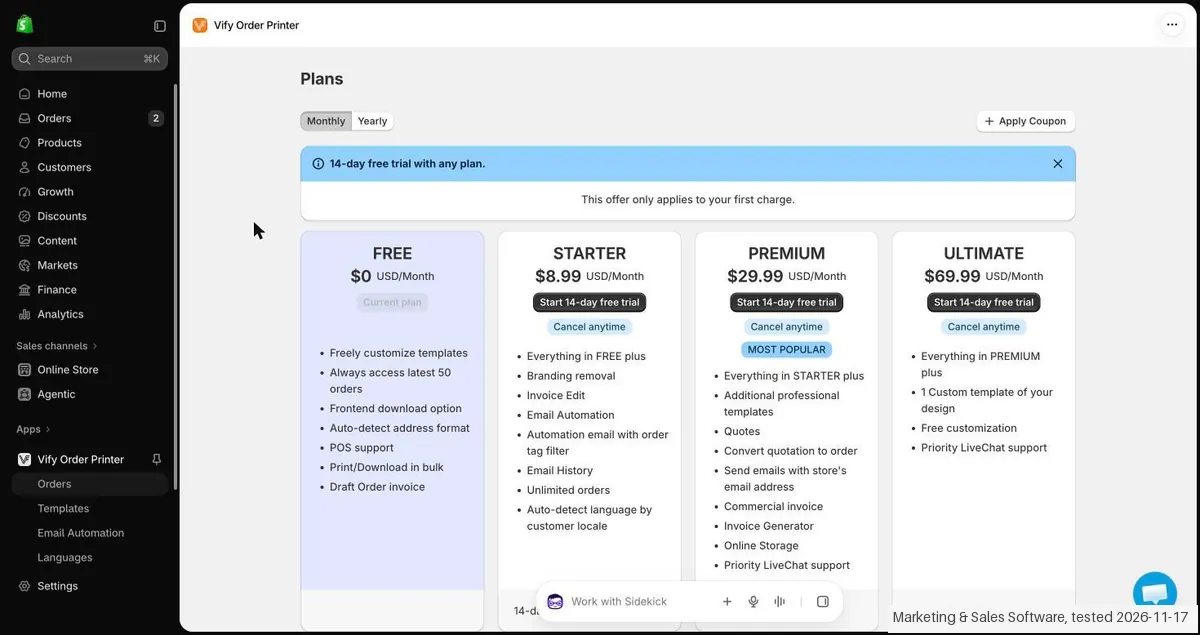 Search
⌘K
Home
Orders
2
Products
Customers
Growth
Discounts
Content
Markets
Finance
Analytics
Sales channels
Online Store
Agentic
Apps
Vify Order Printer
Orders
Templates
Email Automation
Languages
Settings
Vify Order Printer
Plans
Monthly
Yearly
+ Apply Coupon
14-day free trial with any plan.
This offer only applies to your first charge.
FREE
$0 USD/Month
Current plan
• Freely customize templates
• Always access latest 50
orders
• Frontend download option
• Auto-detect address format
• POS support
• Print/Download in bulk
• Draft Order invoice
STARTER
$8.99 USD/Month
Start 14-day free trial
Cancel anytime
• Everything in FREE plus
• Branding removal
• Invoice Edit
• Email Automation
• Automation email with order
tag filter
• Email History
• Unlimited orders
• Auto-detect language by
customer locale
PREMIUM
$29.99 USD/Month
Start 14-day free trial
Cancel anytime
MOST POPULAR
• Everything in STARTER plus
• Additional professional
templates
• Quotes
• Convert quotation to order
• Send emails with store's
email address
• Commercial invoice
• Invoice Generator
• Online Storage
• Priority LiveChat support
ULTIMATE
$69.99 USD/Month
Start 14-day free trial
Cancel anytime
• Everything in PREMIUM
plus
• 1 Custom template of your
design
• Free customization
• Priority LiveChat support
Work with Sidekick
Marketing & Sales Software, tested 2026-11-17